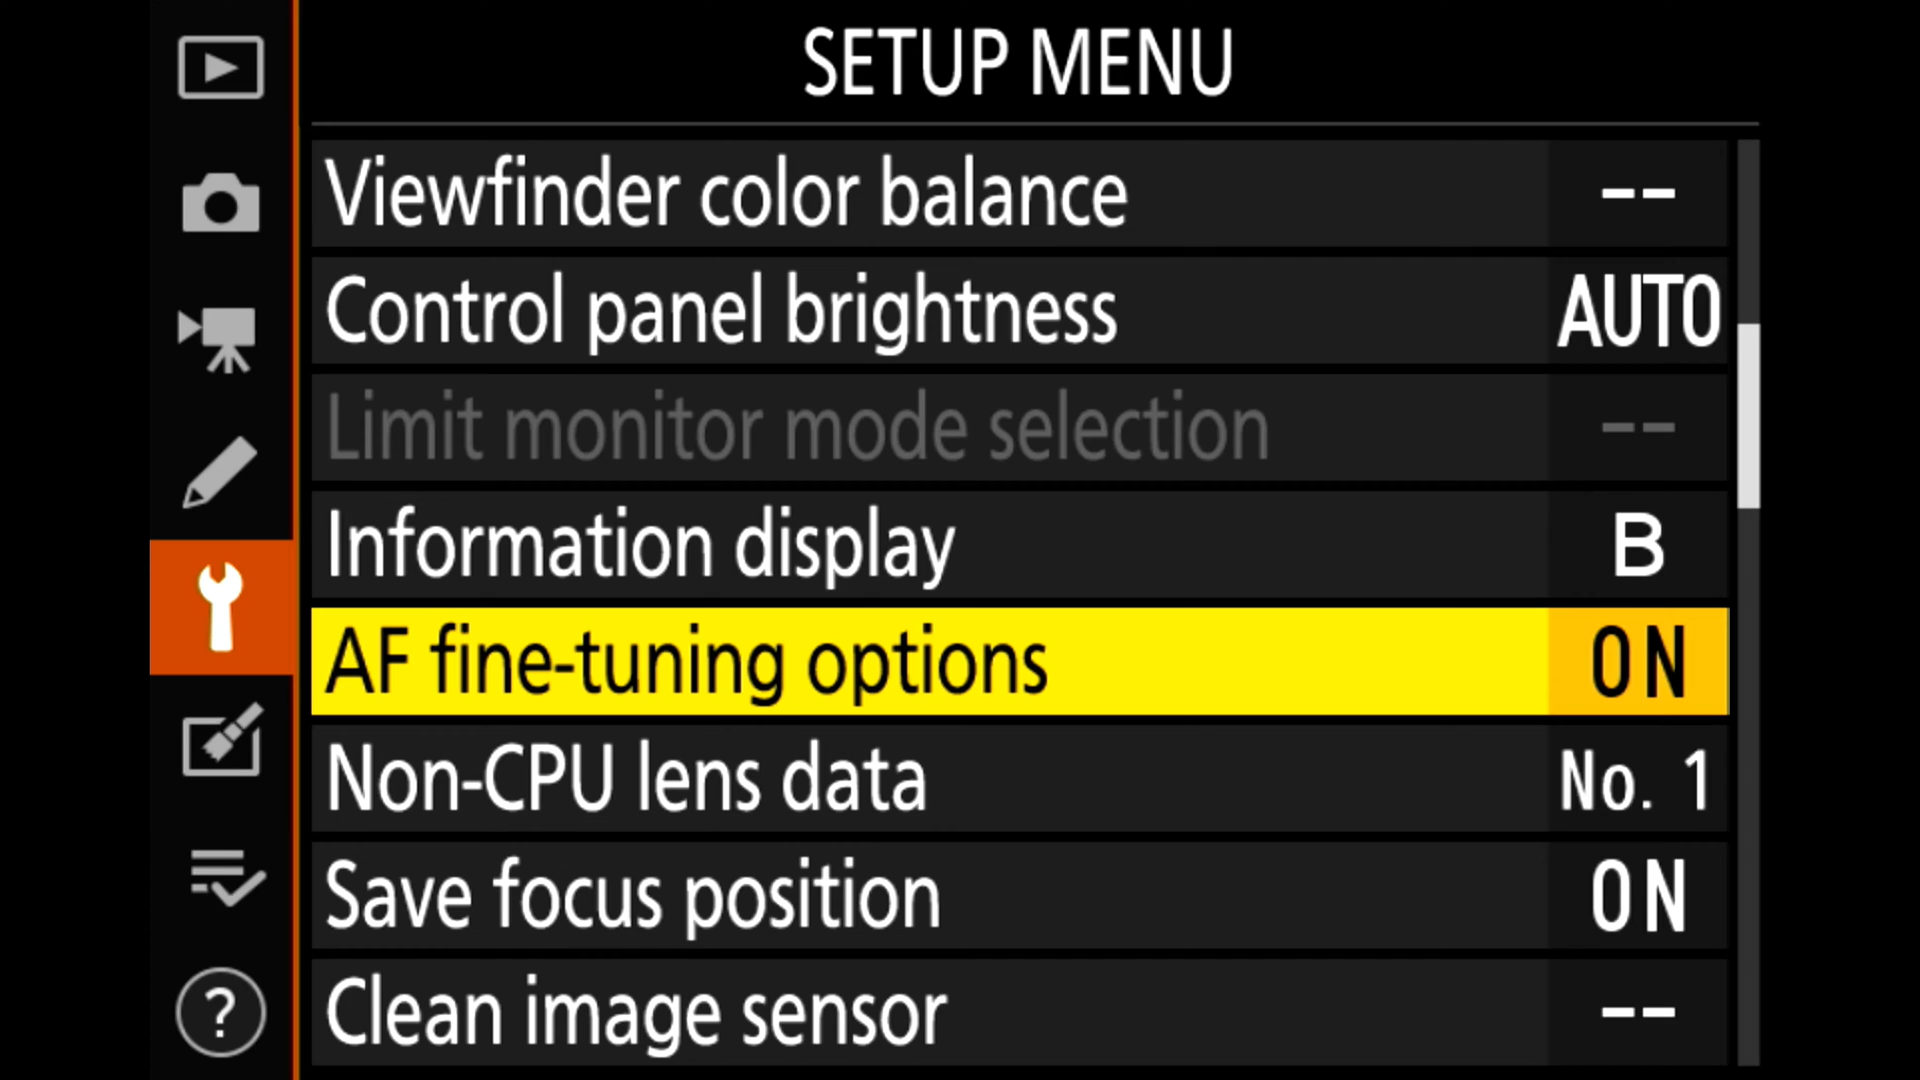 SETUP MENU
Viewfinder color balance --
Control panel brightness AUTO
Limit monitor mode selection --
Information display B
AF fine-tuning options ON
Non-CPU lens data No. 1
Save focus position ON
Clean image sensor --
?